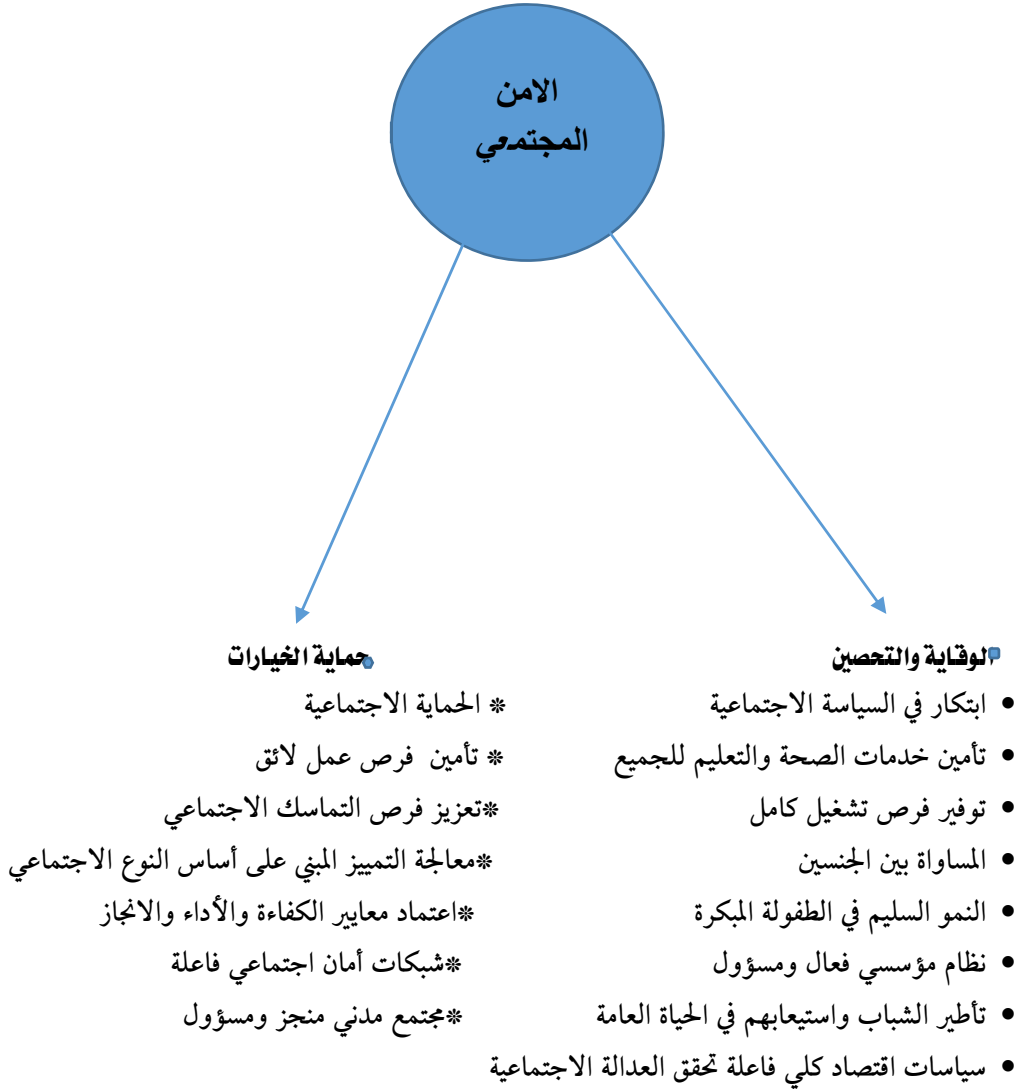 الامن
المجتمعي
الوقاية والتحصين
• ابتكار في السياسة الاجتماعية
• تأمين خدمات الصحة والتعليم للجميع
• توفير فرص تشغيل كامل
• المساواة بين الجنسين
• النمو السليم في الطفولة المبكرة
• نظام مؤسسي فعال ومسؤول
• تأطير الشباب واستيعابهم في الحياة العامة
• سياسات اقتصاد كلي فاعلة تحقق العدالة الاجتماعية
حماية الخيارات
* الحماية الاجتماعية
* تأمين فرص عمل لائق
*تعزيز فرص التماسك الاجتماعي
*معالجة التمييز المبني على أساس النوع الاجتماعي
*اعتماد معايير الكفاءة والأداء والانجاز
*شبكات أمان اجتماعي فاعلة
*مجتمع مدني منجز ومسؤول